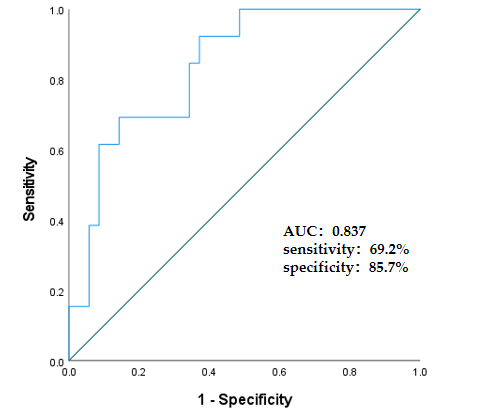 1.0
0.8
0.6
0.4
0.2
0.0
Sensitivity
AUC: 0.837
sensitivity: 69.2%
specificity: 85.7%
0.0 0.2 0.4 0.6 0.8 1.0
1 - Specificity